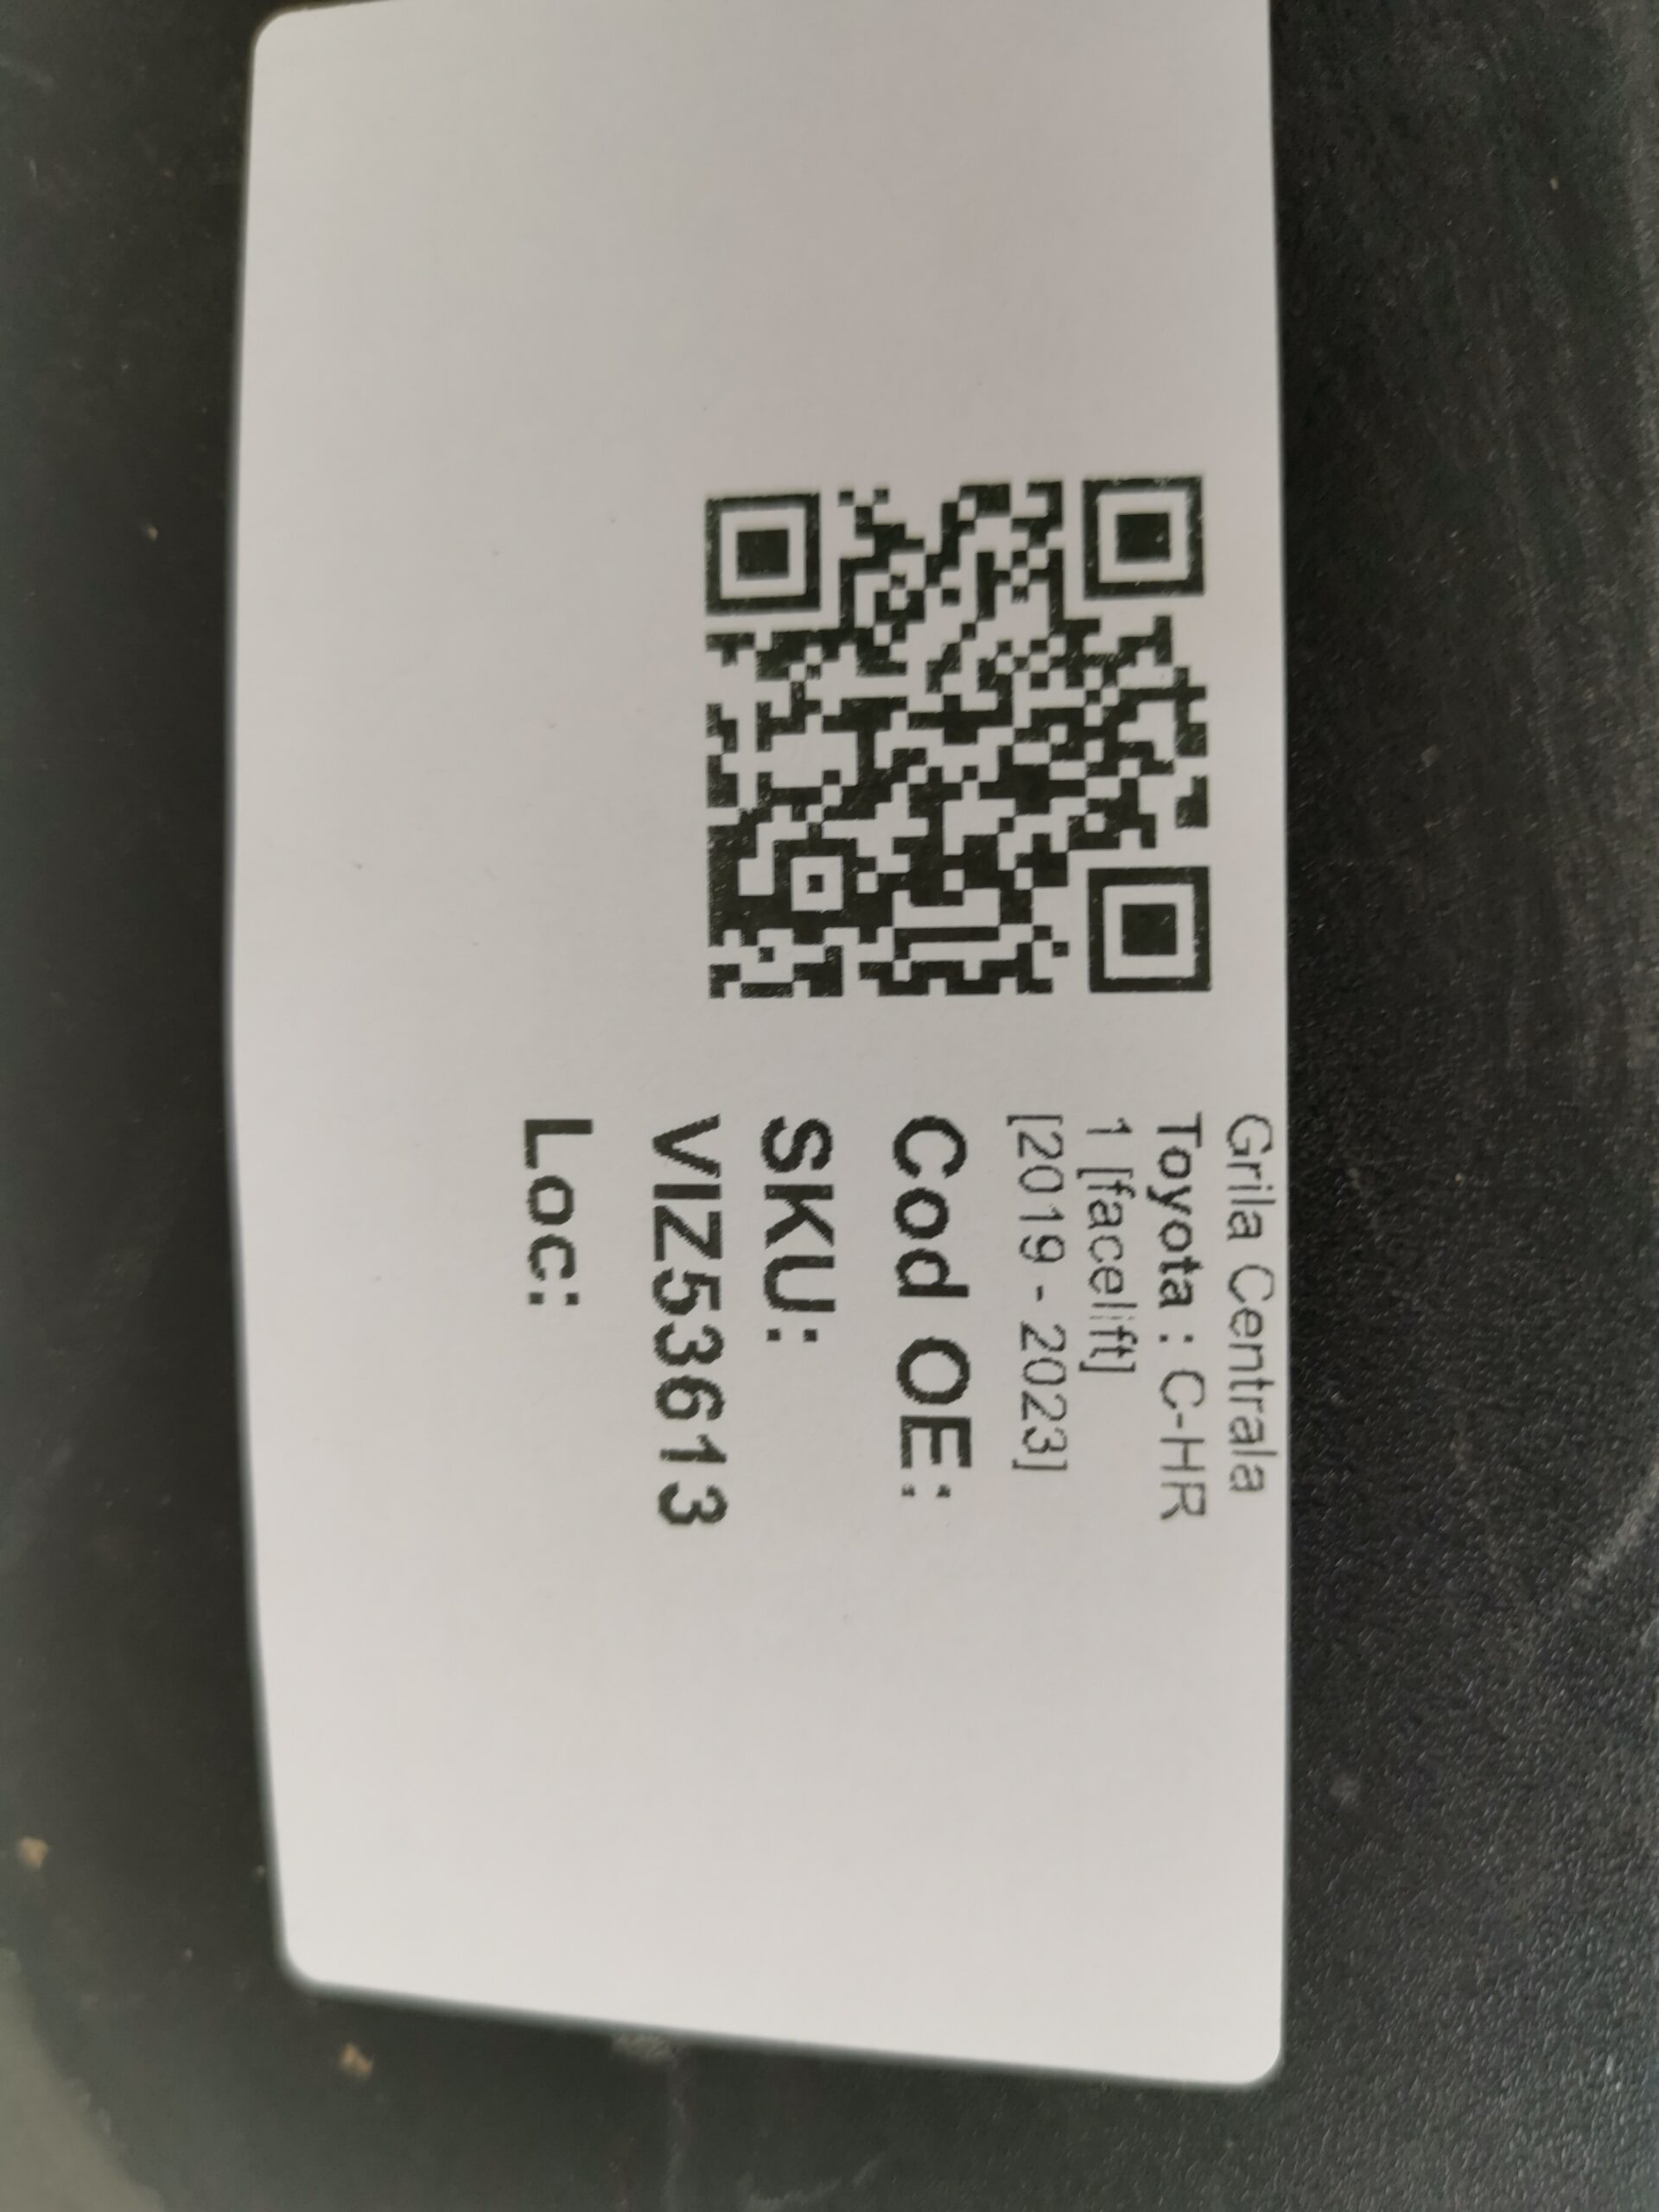 Grila Centrala
Toyota : C-HR
1 [facelift]
[2019 - 2023]
Cod OE:
SKU:
VIZ53613
Loc: